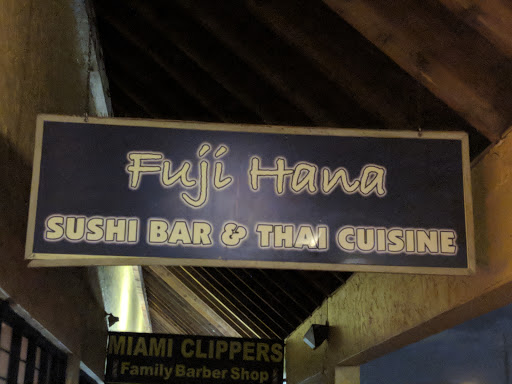 Fuji Hana
SUSHI BAR & THAI CUISINE
MIAMI CLIPPERS
Family Barber Shop